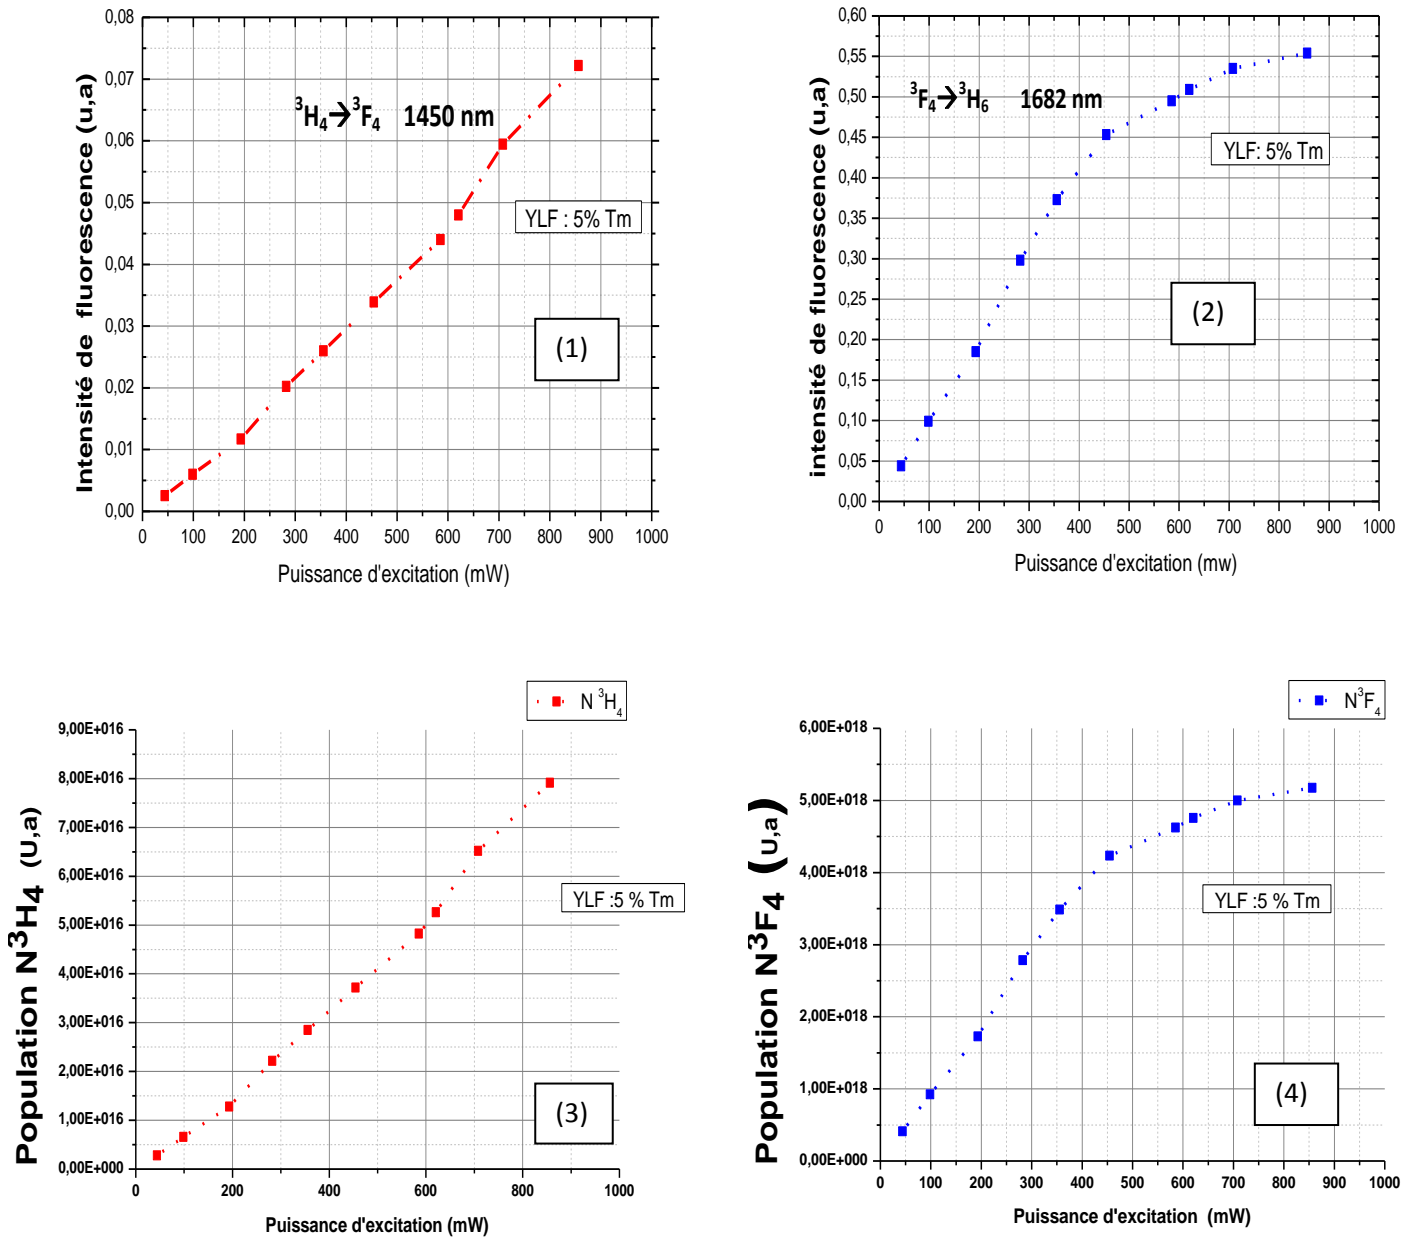 0,08
0,07
0,06
0,05
0,04
0,03
0,02
0,01
0,00
0 100 200 300 400 500 600 700 800 900 1000
Intensité de fluorescence (u,a)
³H₄→³F₄ 1450 nm
YLF : 5% Tm
(1)
Puissance d'excitation (mW)
0,60
0,55
0,50
0,45
0,40
0,35
0,30
0,25
0,20
0,15
0,10
0,05
0,00
0 100 200 300 400 500 600 700 800 900 1000
intensité de fluorescence (u,a)
³F₄→³H₆ 1682 nm
YLF: 5% Tm
(2)
Puissance d'excitation (mw)
N ³H₄
9,00E+016
8,00E+016
7,00E+016
6,00E+016
5,00E+016
4,00E+016
3,00E+016
2,00E+016
1,00E+016
0,00E+000
0 200 400 600 800 1000
Population N³H₄ (U,a)
YLF :5 % Tm
(3)
Puissance d'excitation (mW)
N³F₄
6,00E+018
5,00E+018
4,00E+018
3,00E+018
2,00E+018
1,00E+018
0,00E+000
0 100 200 300 400 500 600 700 800 900 1000
Population N³F₄ (U,a)
YLF :5 % Tm
(4)
Puissance d'excitation (mW)